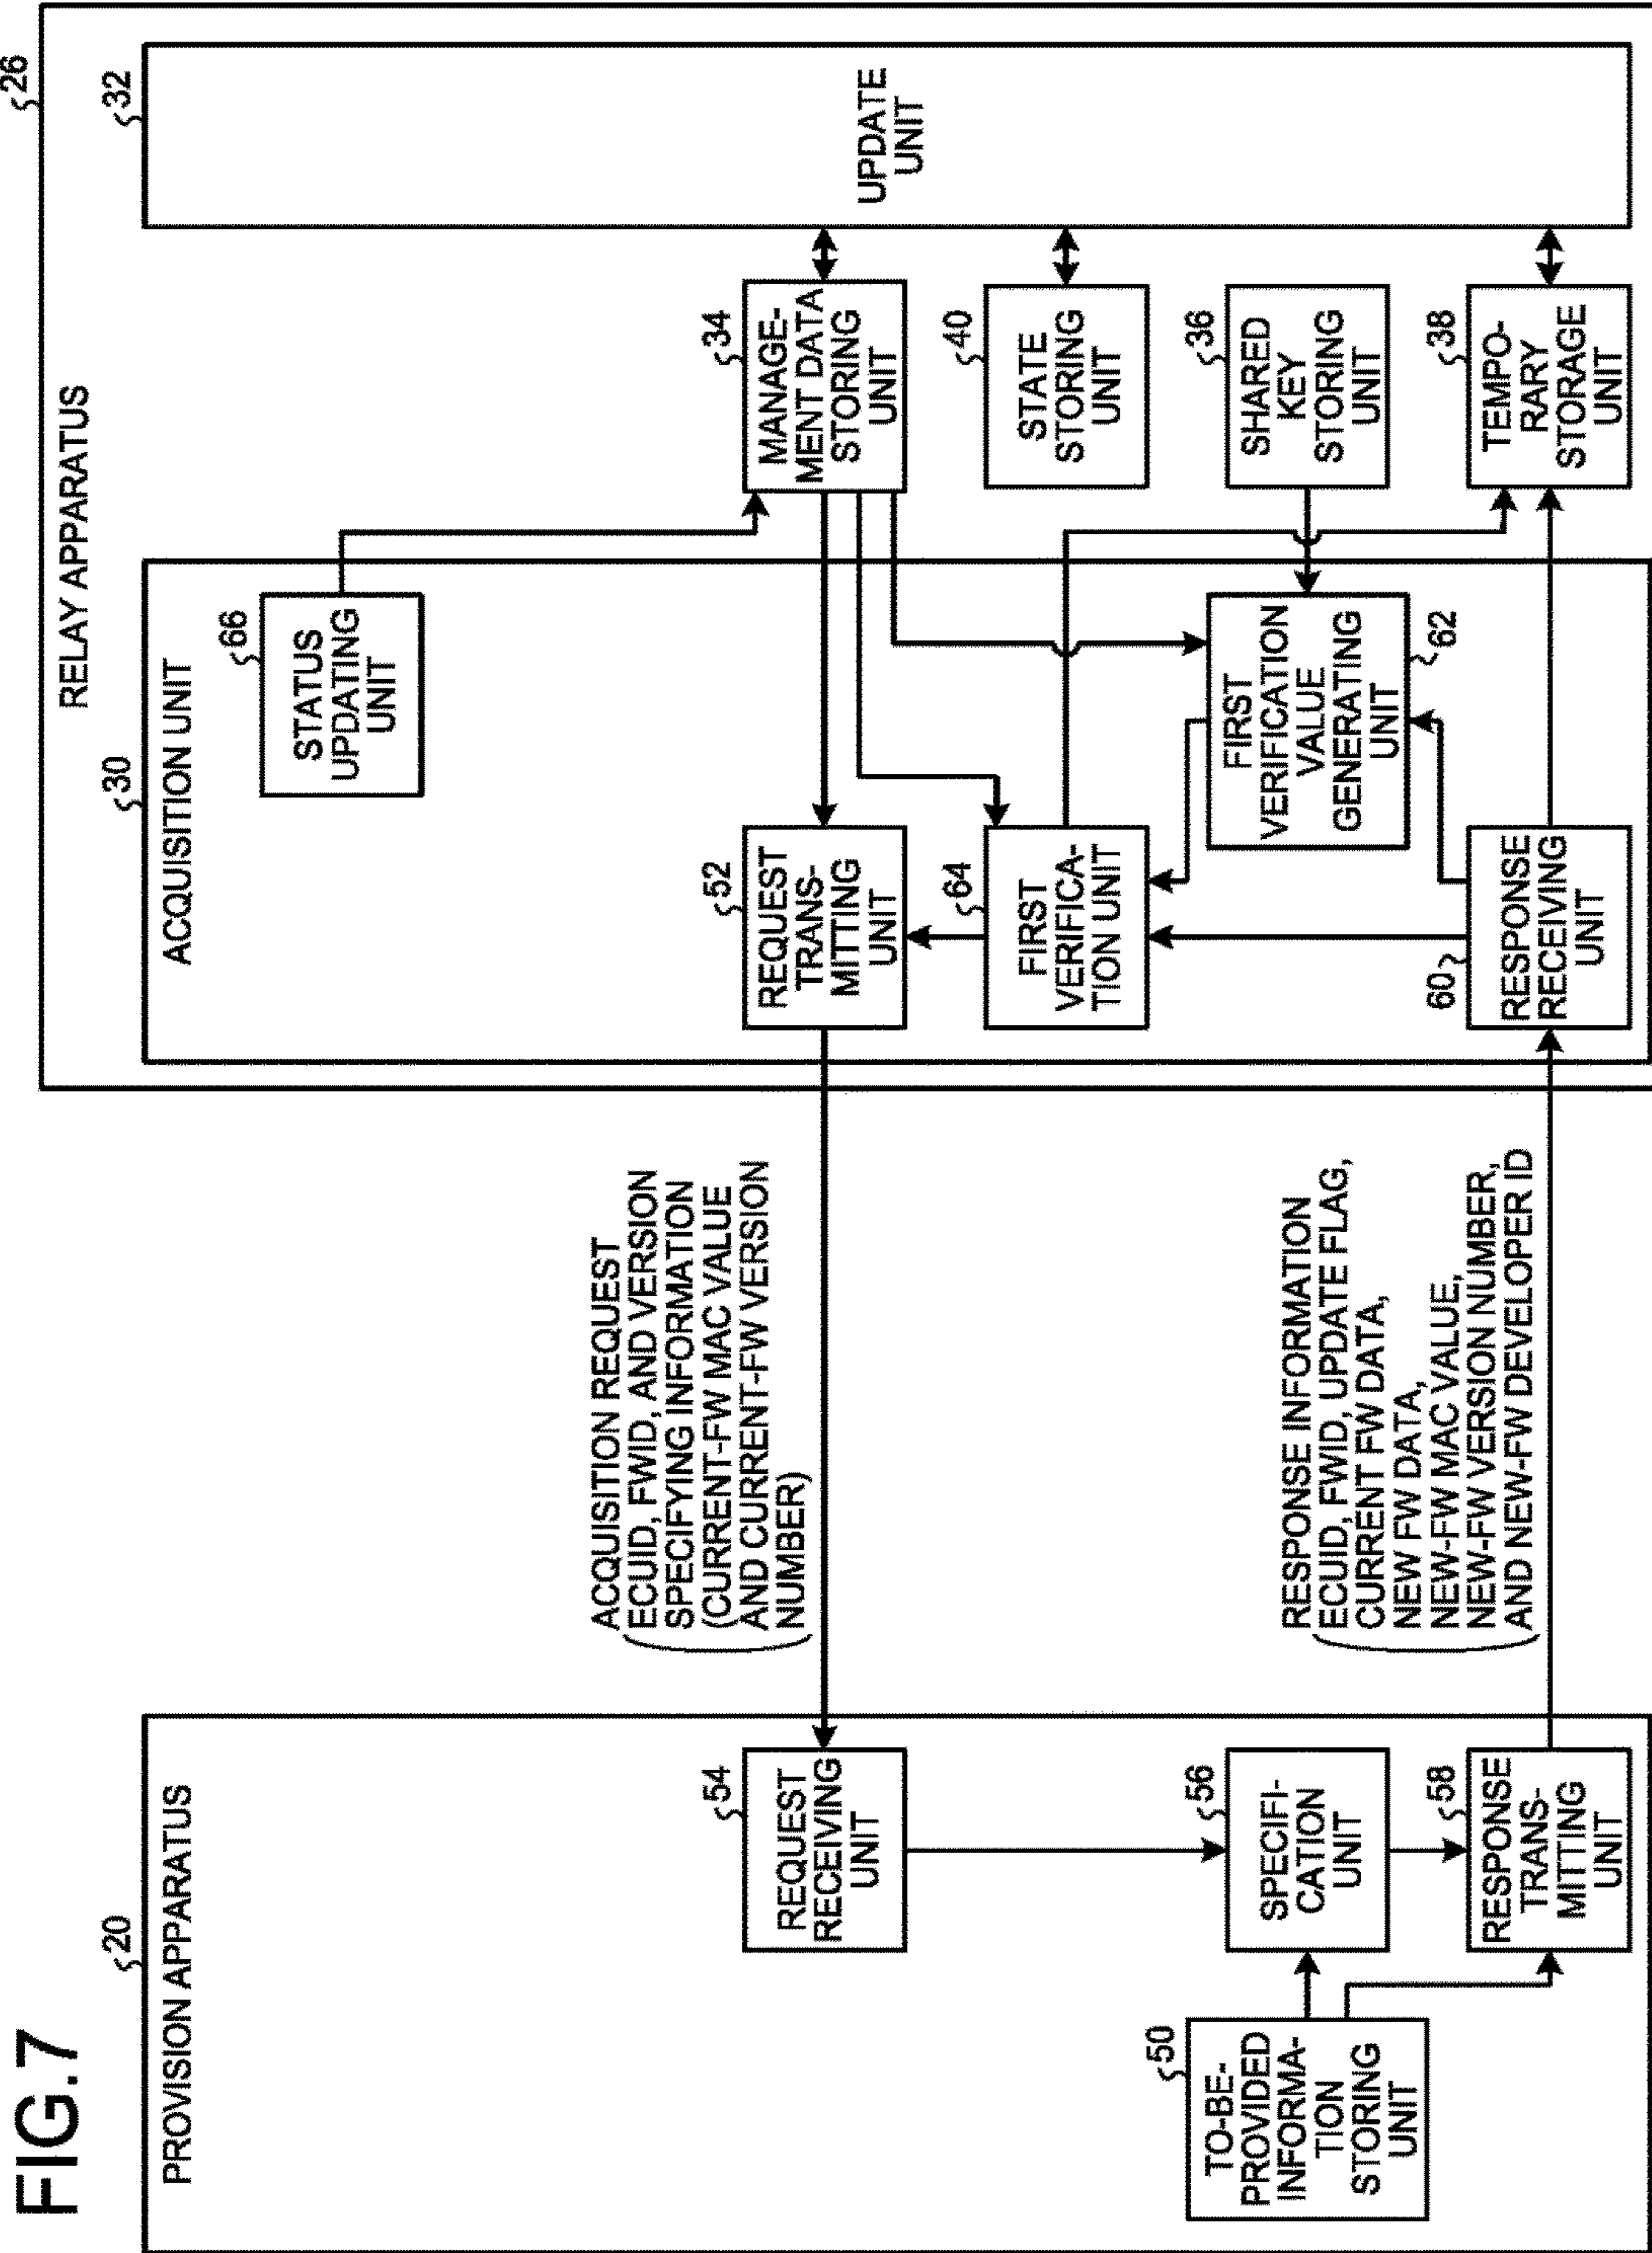 FIG.7
20
PROVISION APPARATUS
54
REQUEST
RECEIVING
UNIT
50
TO-BE-
PROVIDED
INFORMA-
TION
STORING
UNIT
56
SPECIFI-
CATION
UNIT
58
RESPONSE
TRANS-
MITTING
UNIT
ACQUISITION REQUEST
ECUID, FWID, AND VERSION
SPECIFYING INFORMATION
(CURRENT-FW MAC VALUE
AND CURRENT-FW VERSION
NUMBER)
RESPONSE INFORMATION
ECUID, FWID, UPDATE FLAG,
CURRENT FW DATA,
NEW FW DATA,
NEW-FW MAC VALUE,
NEW-FW VERSION NUMBER,
AND NEW-FW DEVELOPER ID
26
RELAY APPARATUS
30
ACQUISITION UNIT
66
STATUS
UPDATING
UNIT
52
REQUEST
TRANS-
MITTING
UNIT
64
FIRST
VERIFICA-
TION UNIT
FIRST
VERIFICATION
VALUE
GENERATING
UNIT
62
60
RESPONSE
RECEIVING
UNIT
34
MANAGE-
MENT DATA
STORING
UNIT
40
STATE
STORING
UNIT
36
SHARED
KEY
STORING
UNIT
38
TEMPO-
RARY
STORAGE
UNIT
32
UPDATE
UNIT